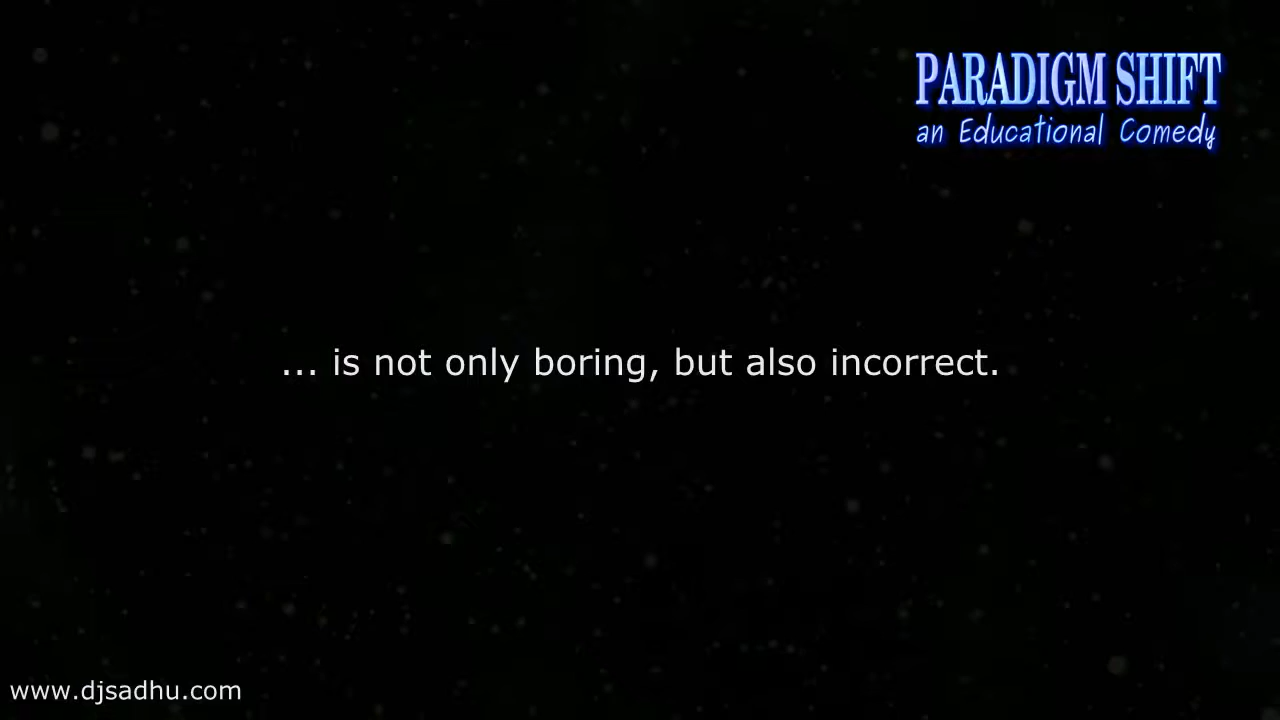 PARADIGM SHIFT
an Educational Comedy
... is not only boring, but also incorrect.
www.djsadhu.com